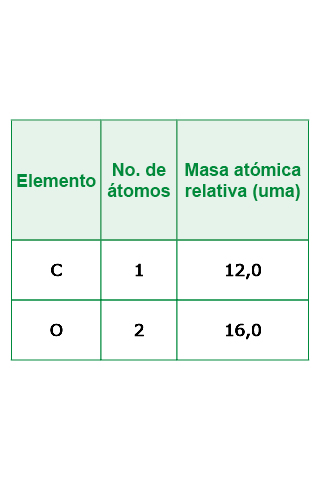 Elemento No. de átomos Masa atómica relativa (uma)
C 1 12,0
O 2 16,0